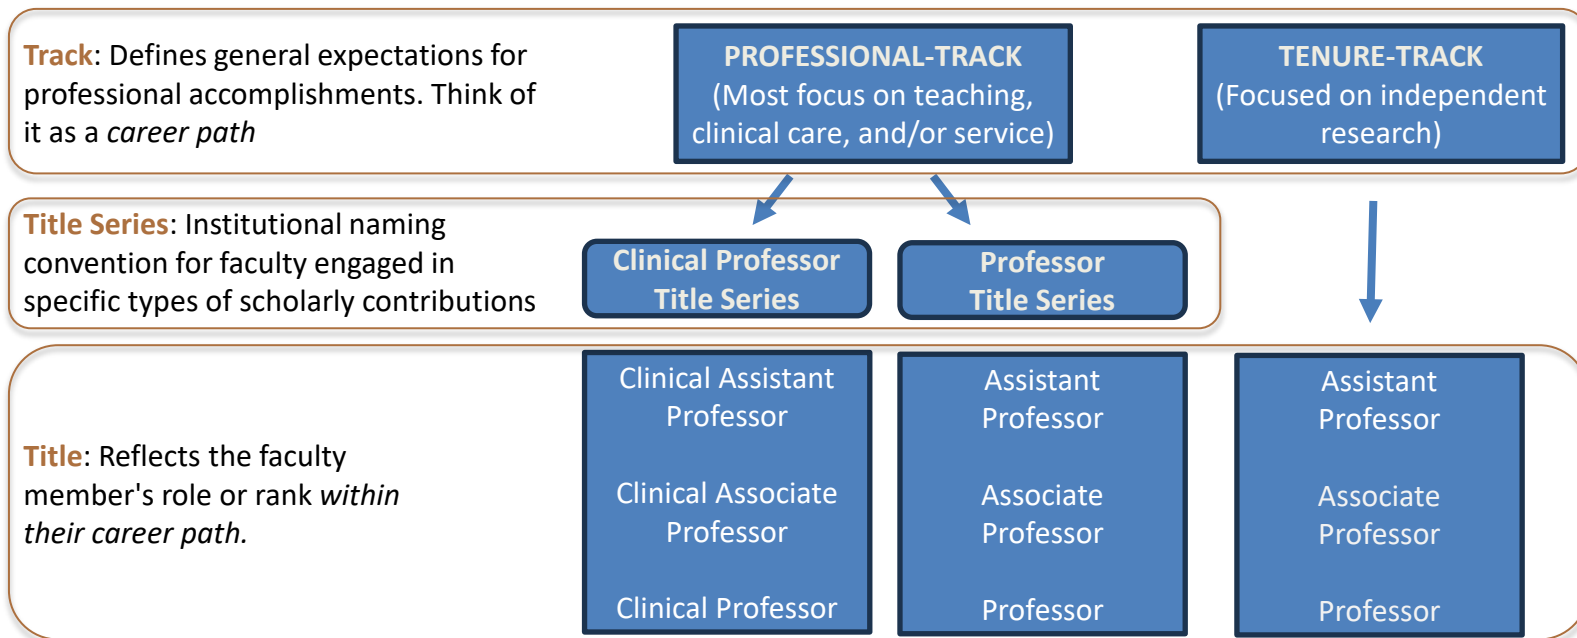 Track: Defines general expectations for
professional accomplishments. Think of
it as a career path
PROFESSIONAL-TRACK
(Most focus on teaching,
clinical care, and/or service)
TENURE-TRACK
(Focused on independent
research)
Title Series: Institutional naming
convention for faculty engaged in
specific types of scholarly contributions
Clinical Professor
Title Series
Professor
Title Series
Title: Reflects the faculty
member's role or rank within
their career path.
Clinical Assistant
Professor
Clinical Associate
Professor
Clinical Professor
Assistant
Professor
Associate
Professor
Professor
Assistant
Professor
Associate
Professor
Professor